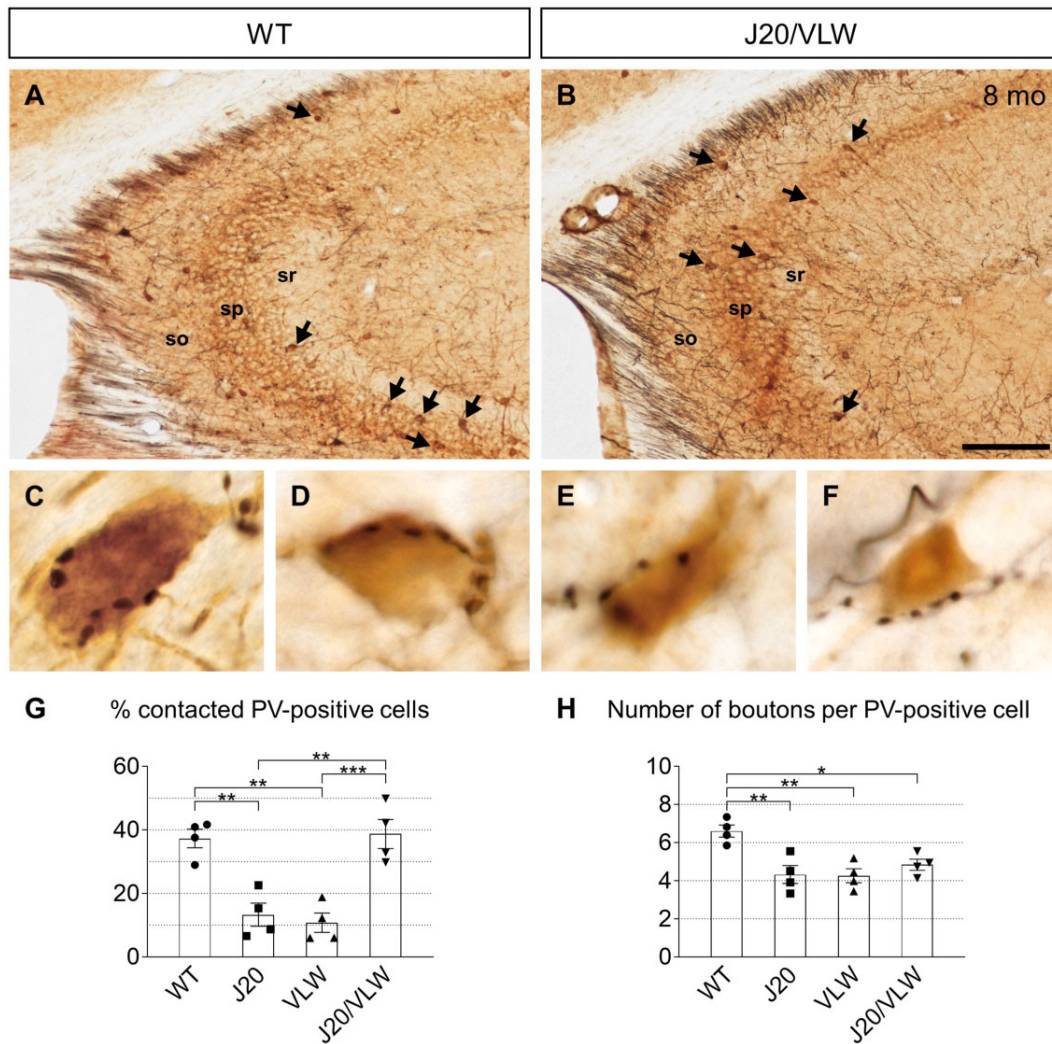 WT
J20/VLW
A
B
8 mo
sr
sp
so
sr
sp
so
C
D
E
F
G % contacted PV-positive cells
H Number of boutons per PV-positive cell
60
40
20
0
**
**
***
**
WT
J20
VLW
J20/VLW
10
8
6
4
2
0
*
**
**
WT
J20
VLW
J20/VLW